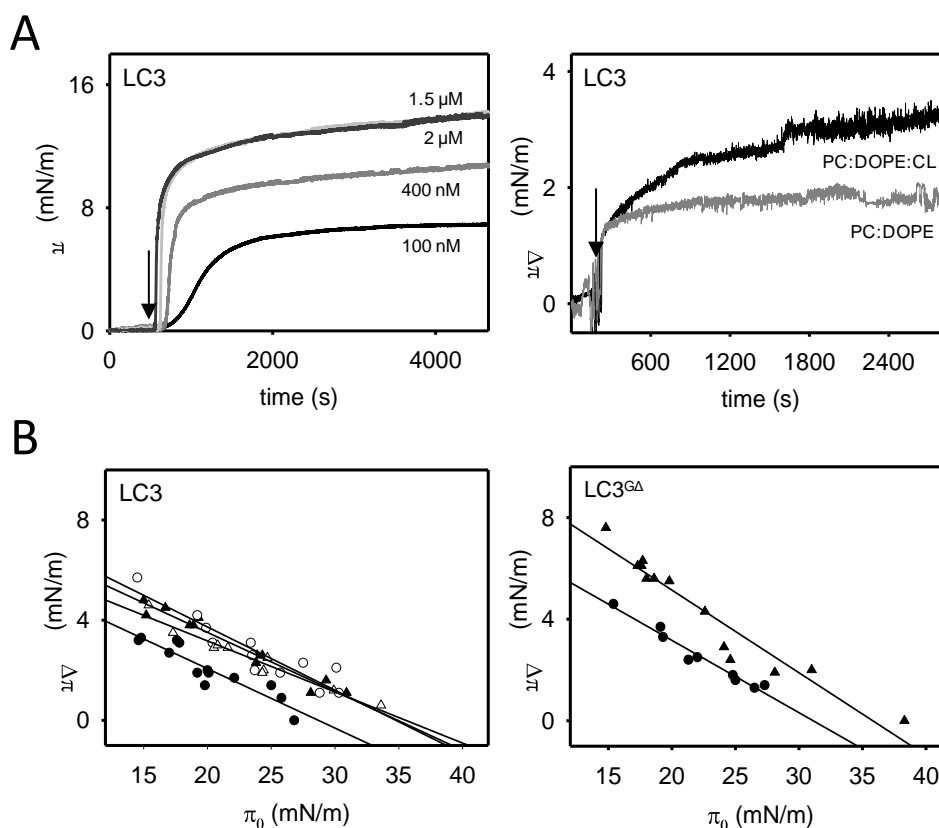 A
LC3
16
8
0
π (mN/m)
1.5 µM
2 µM
400 nM
100 nM
0 2000 4000
time (s)
LC3
4
2
0
Δπ (mN/m)
PC:DOPE:CL
PC:DOPE
600 1200 1800 2400
time (s)
B
LC3
8
4
0
Δπ (mN/m)
15 20 25 30 35 40
π0 (mN/m)
LC3GΔ
8
4
0
Δπ (mN/m)
15 20 25 30 35 40
π0 (mN/m)